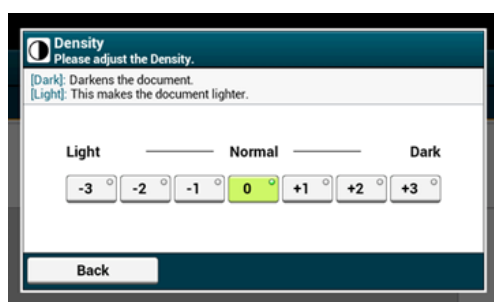 Density
Please adjust the Density.
[Dark]: Darkens the document.
[Light]: This makes the document lighter.
Light Normal Dark
-3 -2 -1 0 +1 +2 +3
Back